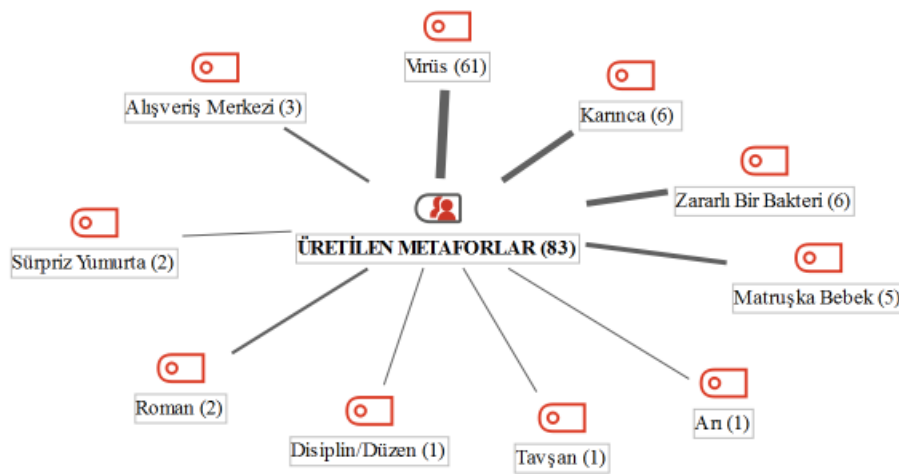 Virüs (61)
Karınca (6)
Alışveriş Merkezi (3)
Zararlı Bir Bakteri (6)
ÜRETİLEN METAFORLAR (83)
Sürpriz Yumurta (2)
Matruşka Bebek (5)
Roman (2)
Disiplin/Düzen (1)
Tavşan (1)
Arı (1)